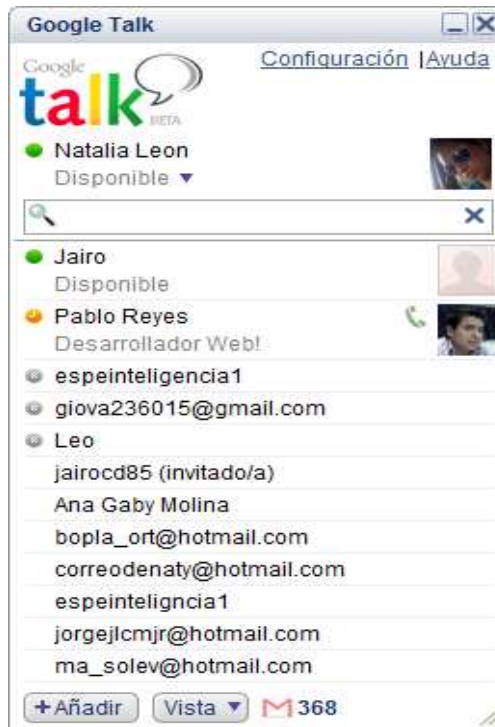 Google Talk
Configuración | Ayuda
Google
talk
BETA
Natalia Leon
Disponible
Jairo
Disponible
Pablo Reyes
Desarrollador Web!
espeinteligencia1
giova236015@gmail.com
Leo
jairocd85 (invitado/a)
Ana Gaby Molina
bopla_ort@hotmail.com
correodenaty@hotmail.com
espeinteligncia1
jorgejlcmjr@hotmail.com
ma_solev@hotmail.com
+Añadir Vista 368